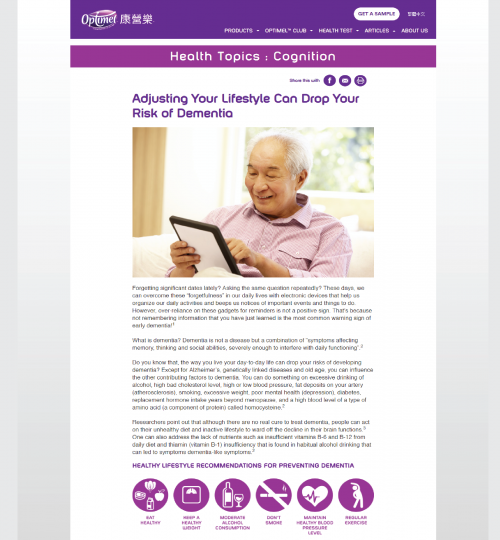 Optimel 康營樂
GET A SAMPLE
PRODUCTS OPTIMEL™ CLUB HEALTH TEST ARTICLES ABOUT US
Health Topics : Cognition
Share this with
Adjusting Your Lifestyle Can Drop Your
Risk of Dementia
Forgetting significant dates lately? Asking the same question repeatedly? These days, we
can overcome these "forgetfulness" in our daily lives with electronic devices that help us
organize our daily activities and beeps us notices of important events and things to do.
However, over-reliance on these gadgets for reminders is not a positive sign. That's because
not remembering information that you have just learned is the most common warning sign of
early dementia!1
What is dementia? Dementia is not a disease but a combination of "symptoms affecting
memory, thinking and social abilities, severely enough to interfere with daily functioning".2
Do you know that, the way you live your day-to-day life can drop your risks of developing
dementia? Except for Alzheimer's, genetically linked diseases and old age, you can influence
the other contributing factors to dementia. You can do something on excessive drinking of
alcohol, high bad cholesterol level, high or low blood pressure, fat deposits on your artery
(atherosclerosis), smoking, excessive weight, poor mental health (depression), diabetes,
replacement hormone intake years beyond menopause, and a high blood level of a type of
amino acid (a component of protein) called homocysteine.2
Researchers point out that although there are no real cure to treat dementia, people can act
on their unhealthy diet and inactive lifestyle to ward off the decline in their brain functions.3
One can also address the lack of nutrients such as insufficient vitamins B-6 and B-12 from
daily diet and thiamin (vitamin B-1) insufficiency that is found in habitual alcohol drinking that
can led to symptoms dementia-like symptoms.2
HEALTHY LIFESTYLE RECOMMENDATIONS FOR PREVENTING DEMENTIA
EAT
HEALTHY
KEEP A
HEALTHY
WEIGHT
MODERATE
ALCOHOL
CONSUMPTION
DON'T
SMOKE
MAINTAIN
HEALTHY BLOOD
PRESSURE
LEVEL
REGULAR
EXERCISE